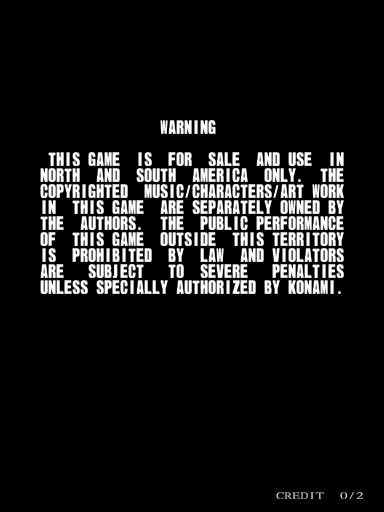 WARNING
THIS GAME IS FOR SALE AND USE IN
NORTH AND SOUTH AMERICA ONLY. THE
COPYRIGHTED MUSIC/CHARACTERS/ART WORK
IN THIS GAME ARE SEPARATELY OWNED BY
THE AUTHORS. THE PUBLIC PERFORMANCE
OF THIS GAME OUTSIDE THIS TERRITORY
IS PROHIBITED BY LAW AND VIOLATORS
ARE SUBJECT TO SEVERE PENALTIES
UNLESS SPECIALLY AUTHORIZED BY KONAMI.
CREDIT 0/2